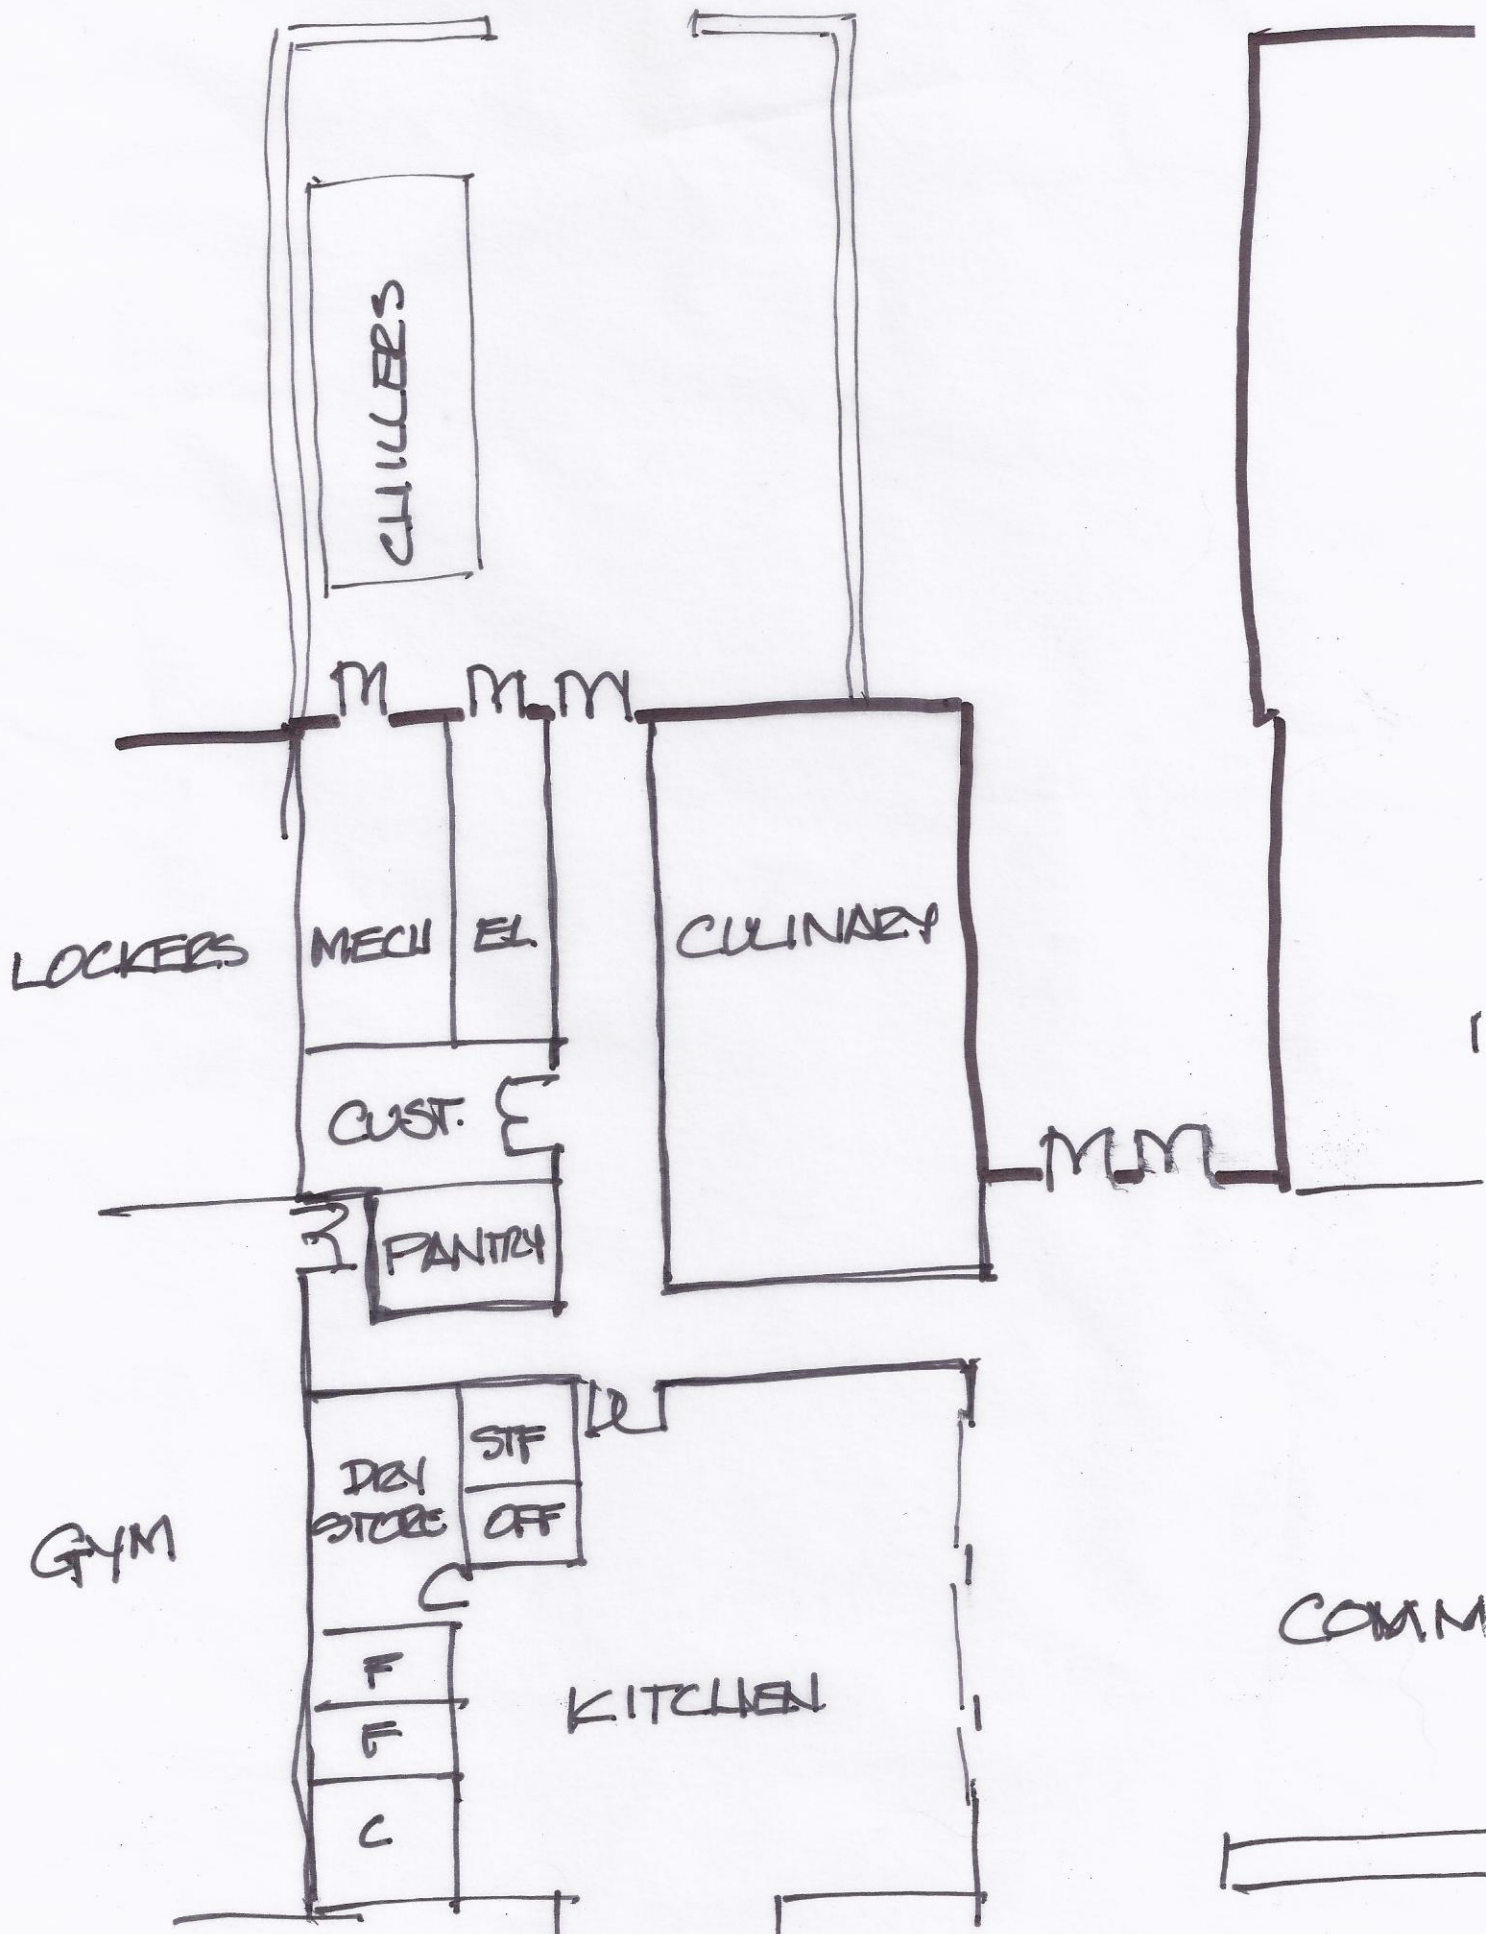 CHILLERS
LOCKERS
MECH
EL.
CULINARY
CUST.
PANTRY
GYM
DRY
STORE
STF
OFF
F
F
C
KITCHEN
COMM